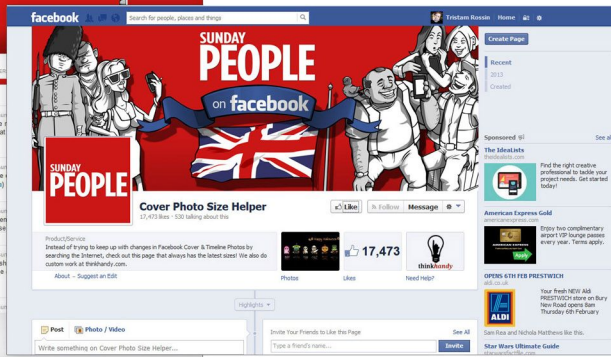 facebook
Search for people, places and things
Tristam Rossin Home
SUNDAY
PEOPLE
on facebook
Create Page
Recent
2013
Created
SUNDAY
PEOPLE
Cover Photo Size Helper
17,473 likes · 530 talking about this
Like
Follow
Message
Product/Service
Instead of trying to keep up with changes in Facebook Cover & Timeline Photos by
searching the Internet, check out this page that always has the latest sizes! We also do
custom work at thinkhandy.com.
About – Suggest an Edit
Photos
17,473
Likes
thinkhandy
Need Help?
Highlights
Post
Photo / Video
Write something on Cover Photo Size Helper...
Invite Your Friends to Like this Page
See All
Type a friend's name...
Invite
Sponsored
See all
The IdeaLists
theidealists.com
Find the right creative
professional to tackle your
project needs. Get started
today!
American Express Gold
americanexpress.com
Enjoy two complimentary
airport VIP lounge passes
every year. Terms apply.
Apply
OPENS 6TH FEB PRESTWICH
aldi.co.uk
ALDI
Your fresh NEW Aldi
PRESTWICH store on Bury
New Road opens 8am
Thursday 6th February
Sam Rea and Nichola Matthews like this.
Star Wars Ultimate Guide